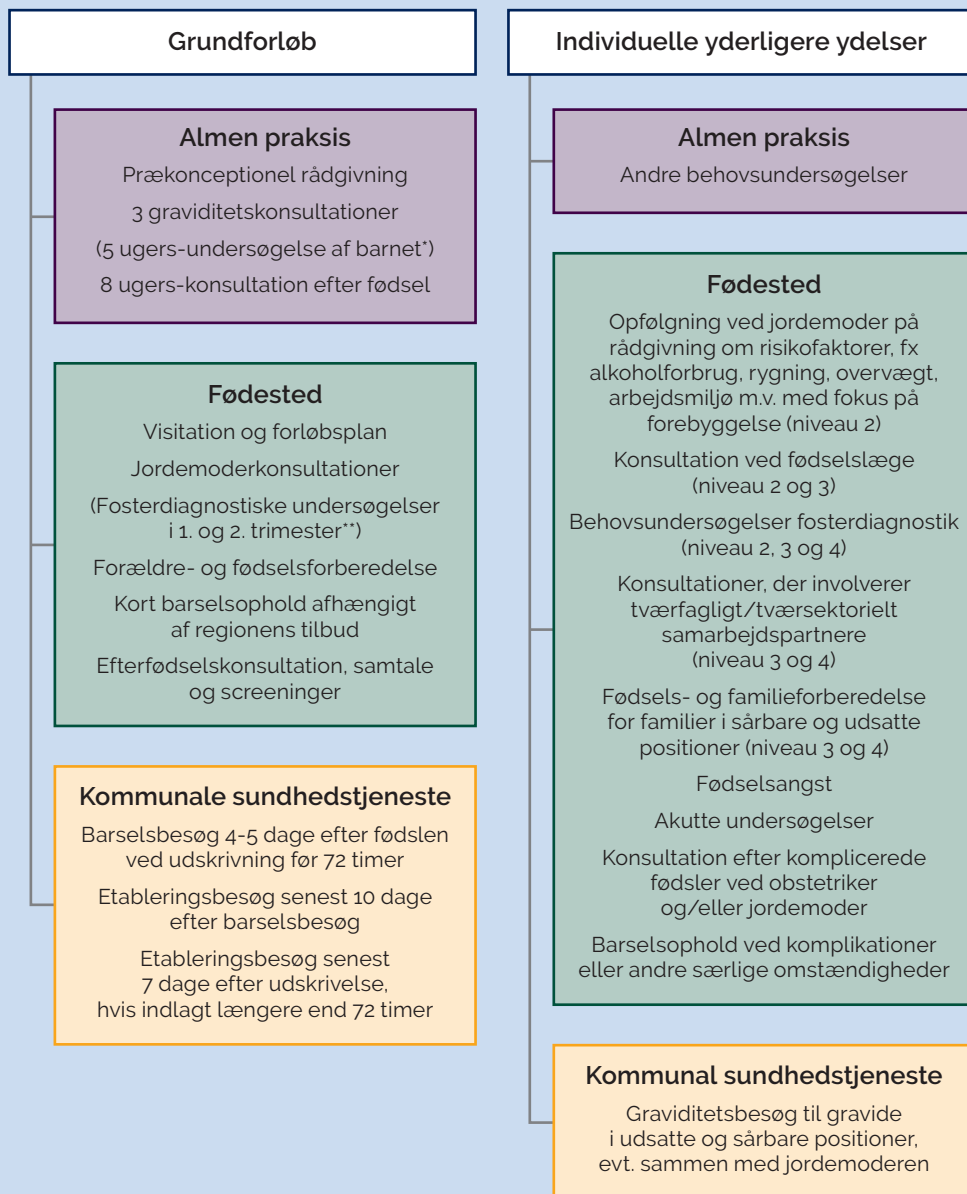 Grundforløb
Almen praksis
Prækonceptionel rådgivning
3 graviditetskonsultationer
(5 ugers-undersøgelse af barnet*)
8 ugers-konsultation efter fødsel
Fødested
Visitation og forløbsplan
Jordemoderkonsultationer
(Fosterdiagnostiske undersøgelser
i 1. og 2. trimester**)
Forældre- og fødselsforberedelse
Kort barselsophold afhængigt
af regionens tilbud
Efterfødselskonsultation, samtale
og screeninger
Kommunale sundhedstjeneste
Barselsbesøg 4-5 dage efter fødslen
ved udskrivning før 72 timer
Etableringsbesøg senest 10 dage
efter barselsbesøg
Etableringsbesøg senest
7 dage efter udskrivelse,
hvis indlagt længere end 72 timer
Individuelle yderligere ydelser
Almen praksis
Andre behovsundersøgelser
Fødested
Opfølgning ved jordemoder på
rådgivning om risikofaktorer, fx
alkoholforbrug, rygning, overvægt,
arbejdsmiljø m.v. med fokus på
forebyggelse (niveau 2)
Konsultation ved fødselslæge
(niveau 2 og 3)
Behovsundersøgelser fosterdiagnostik
(niveau 2, 3 og 4)
Konsultationer, der involverer
tværfagligt/tværsektorielt
samarbejdspartnere
(niveau 3 og 4)
Fødsels- og familieforberedelse
for familier i sårbare og udsatte
positioner (niveau 3 og 4)
Fødselsangst
Akutte undersøgelser
Konsultation efter komplicerede
fødsler ved obstetriker
og/eller jordemoder
Barselsophold ved komplikationer
eller andre særlige omstændigheder
Kommunal sundhedstjeneste
Graviditetsbesøg til gravide
i udsatte og sårbare positioner,
evt. sammen med jordemoderen